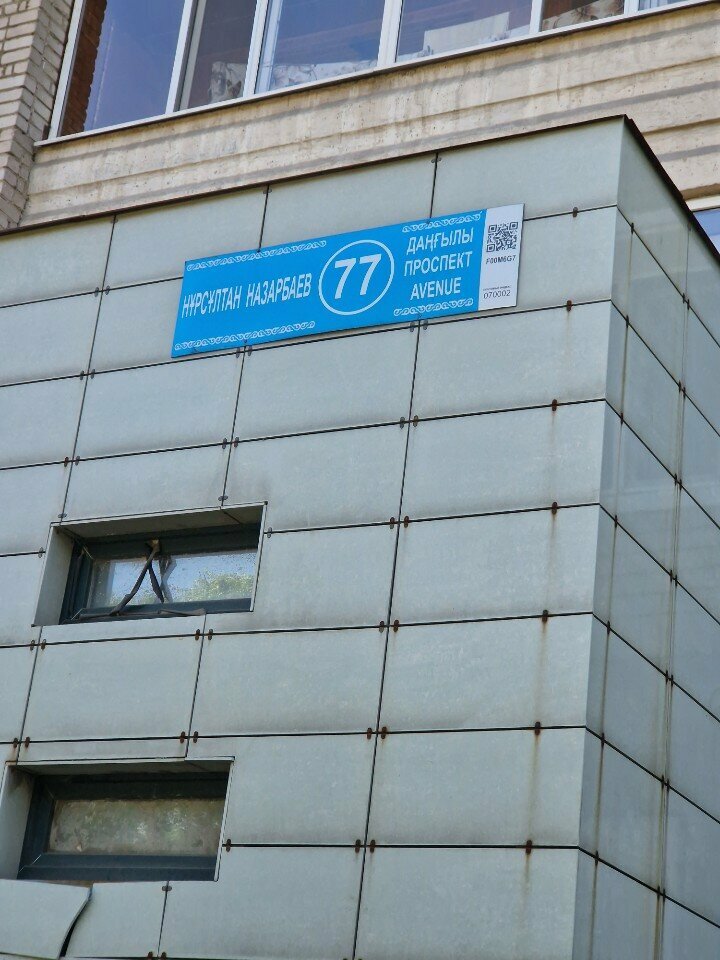 НҰРСҰЛТАН НАЗАРБАЕВ
77
ДАҢҒЫЛЫ
ПРОСПЕКТ
AVENUE
F00M6G7
070002